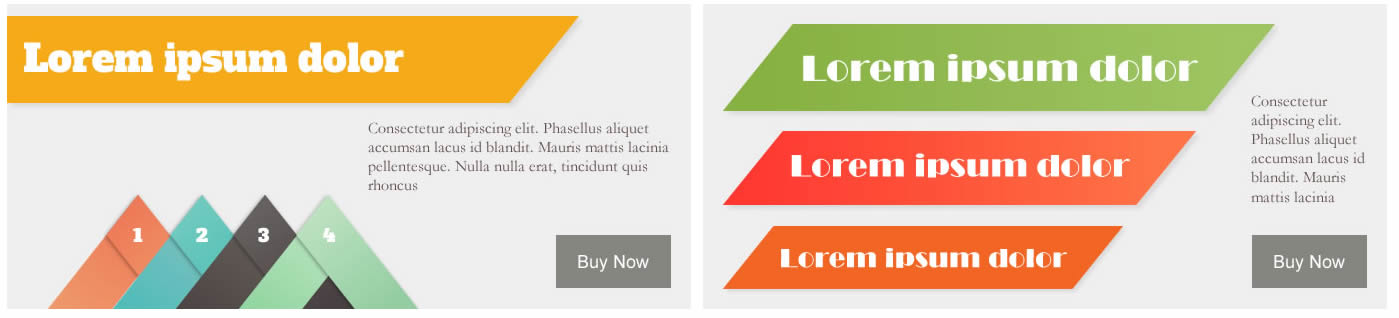 Lorem ipsum dolor
Consectetur adipiscing elit. Phasellus aliquet
accumsan lacus id blandit. Mauris mattis lacinia
pellentesque. Nulla nulla erat, tincidunt quis
rhoncus
1 2 3 4
Buy Now
Lorem ipsum dolor
Lorem ipsum dolor
Lorem ipsum dolor
Consectetur
adipiscing elit.
Phasellus aliquet
accumsan lacus id
blandit. Mauris
mattis lacinia
Buy Now